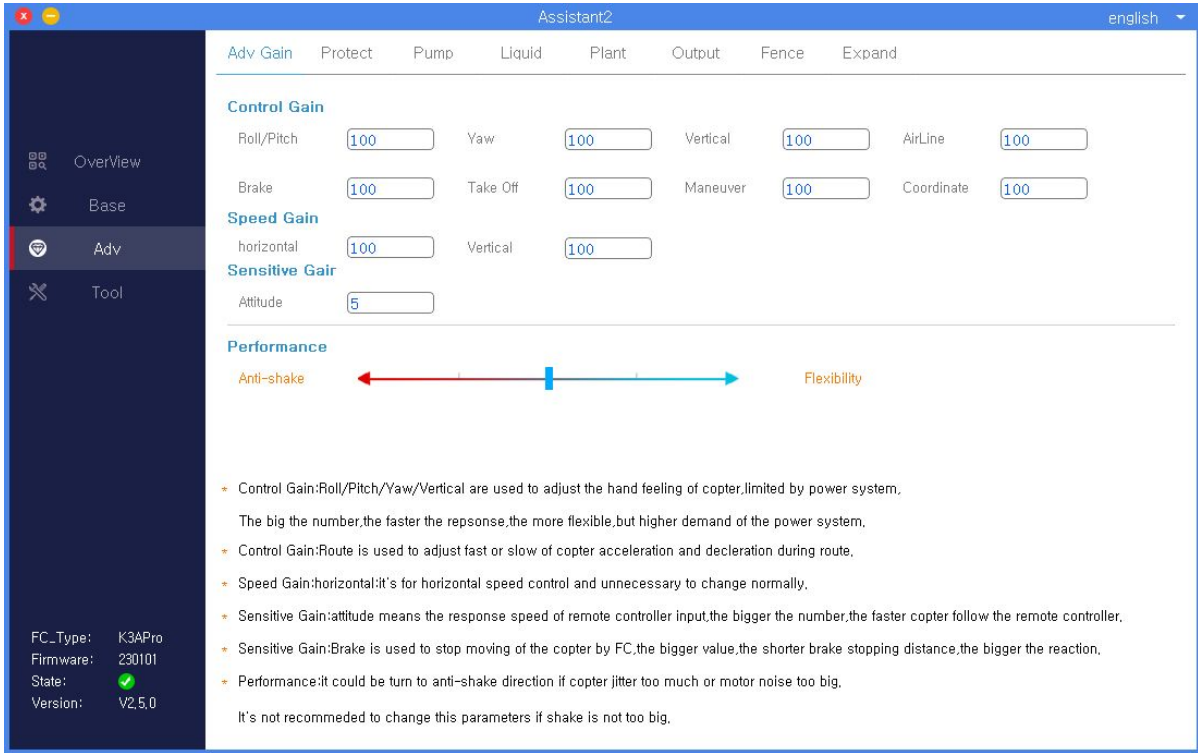 Assistant2
english
Adv Gain Protect Pump Liquid Plant Output Fence Expand
Control Gain
Roll/Pitch 100 Yaw 100 Vertical 100 AirLine 100
OverView
Brake 100 Take Off 100 Maneuver 100 Coordinate 100
Base
Speed Gain
Adv
horizontal 100 Vertical 100
Sensitive Gain
Tool
Attitude 5
Performance
Anti-shake Flexibility
* Control Gain:Roll/Pitch/Yaw/Vertical are used to adjust the hand feeling of copter,limited by power system,
The big the number,the faster the repsonse,the more flexible,but higher demand of the power system,
* Control Gain:Route is used to adjust fast or slow of copter acceleration and decleration during route,
* Speed Gain:horizontal:it's for horizontal speed control and unnecessary to change normally,
* Sensitive Gain:attitude means the response speed of remote controller input,the bigger the number,the faster copter follow the remote controller,
* Sensitive Gain:Brake is used to stop moving of the copter by FC,the bigger value,the shorter brake stopping distance,the bigger the reaction,
* Performance:it could be turn to anti-shake direction if copter jitter too much or motor noise too big,
It's not recommeded to change this parameters if shake is not too big,
FC_Type: K3APro
Firmware: 230101
State:
Version: V2,5,0